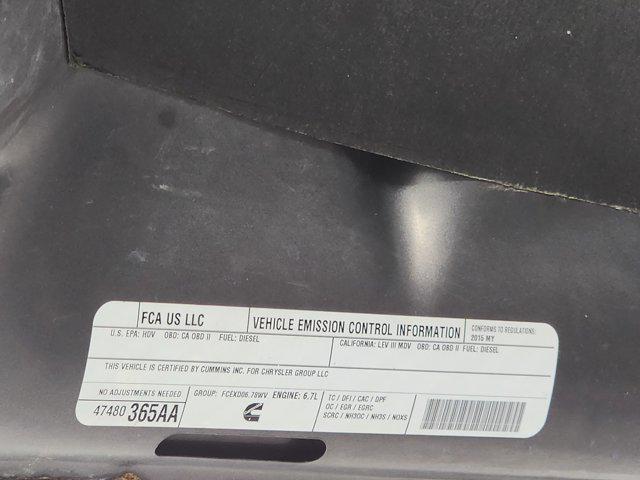 FCA US LLC
VEHICLE EMISSION CONTROL INFORMATION
CONFORMS TO REGULATIONS:
2015 MY
U.S. EPA: HDV OBD: CA OBD II FUEL: DIESEL
CALIFORNIA: LEV III MDV OBD: CA OBD II FUEL: DIESEL
THIS VEHICLE IS CERTIFIED BY CUMMINS INC. FOR CHRYSLER GROUP LLC
NO ADJUSTMENTS NEEDED
47480 365AA
GROUP: FCEXD06.78WV ENGINE: 6.7L
TC / DFI / CAC / DPF
OC / EGR / EGRC
SCRC / NH3OC / NH3S / NOXS